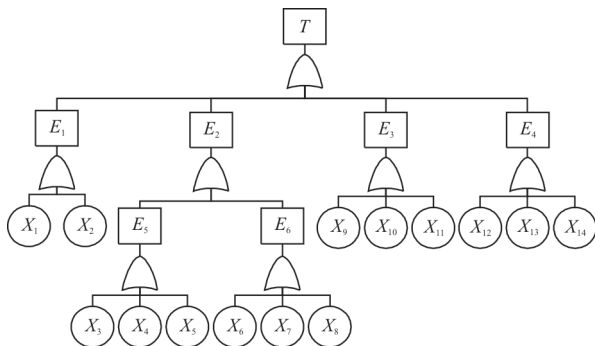 T
E₁ E₂ E₃ E₄
X₁ X₂ E₅ E₆ X₉ X₁₀ X₁₁ X₁₂ X₁₃ X₁₄
X₃ X₄ X₅ X₆ X₇ X₈